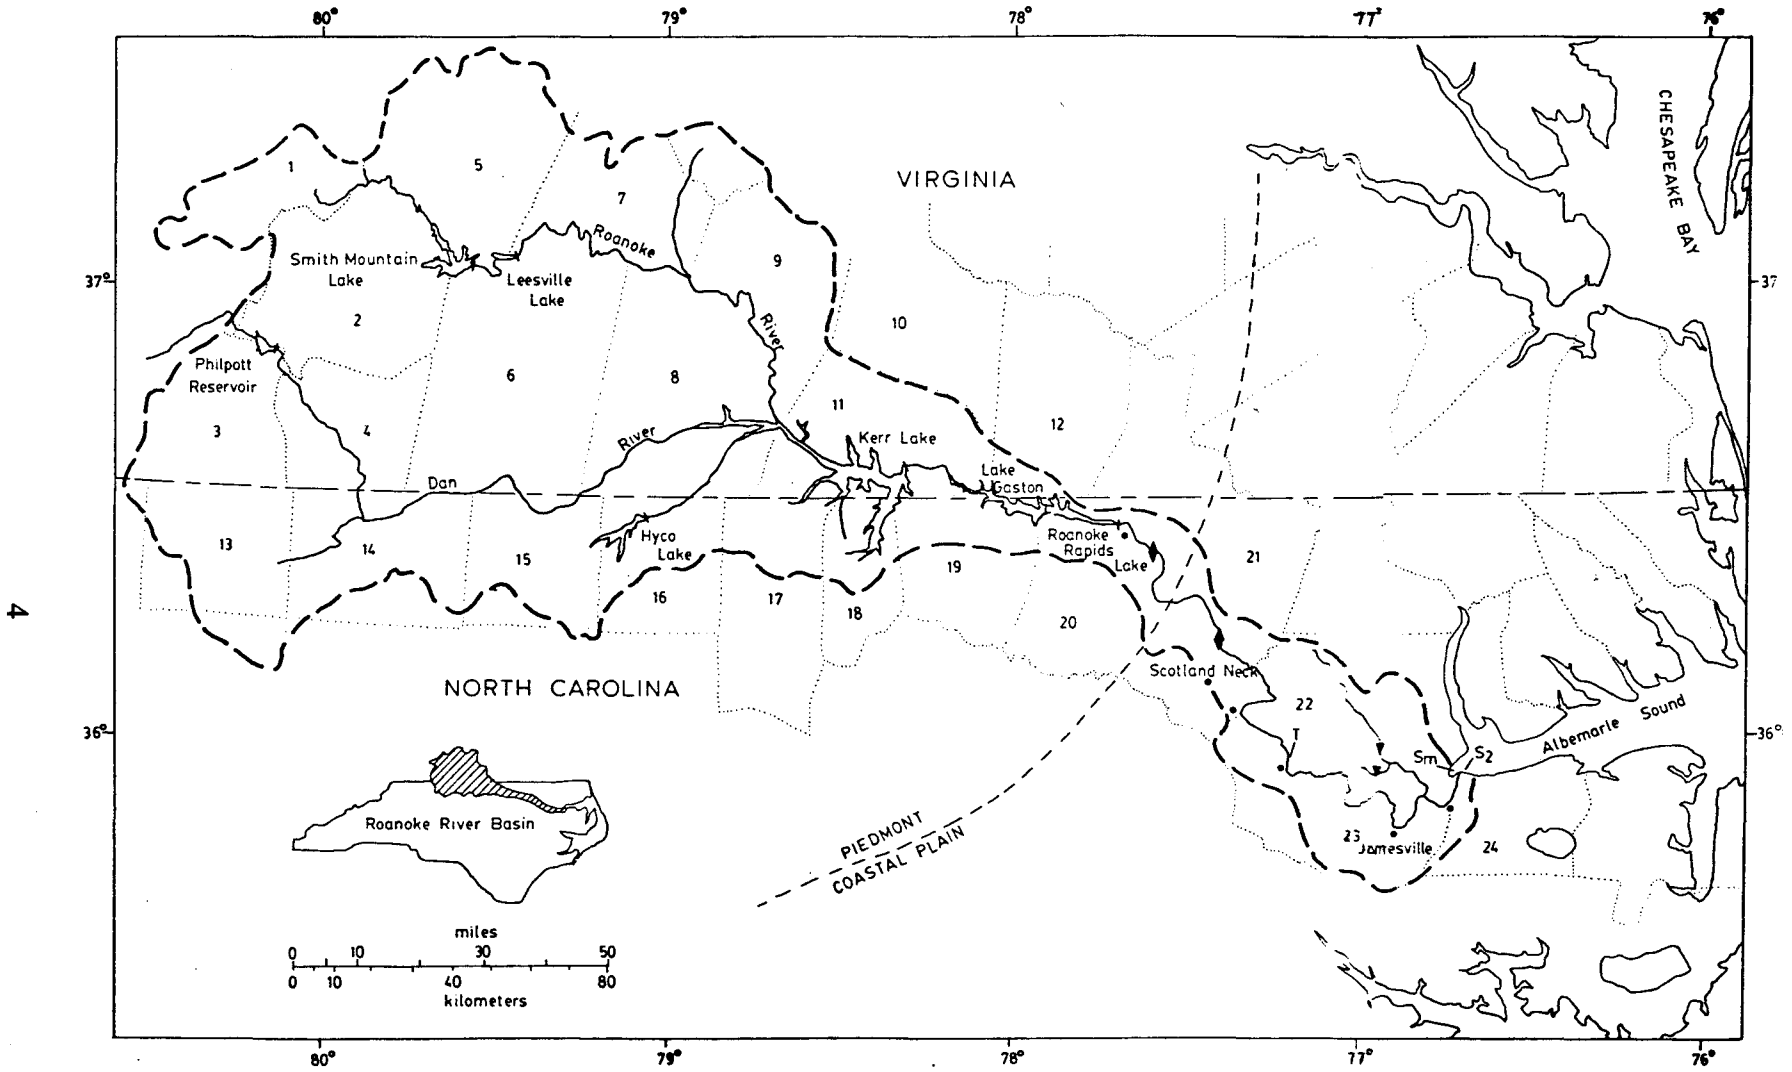 80°
79°
78°
77°
76°
CHESAPEAKE BAY
1
5
7
VIRGINIA
Roanoke
9
Smith Mountain
Lake
Leesville
Lake
37°
37
2
10
River
Philpott
Reservoir
6
8
3
4
11
12
River
Kerr Lake
Dan
Lake
Gaston
13
14
15
Hyco
Lake
Roanoke
Rapids
Lake
21
19
16
17
18
20
4
Scotland Neck
NORTH CAROLINA
22
36°
36°
T
Sm
S2
Albemarle Sound
Roanoke River Basin
PIEDMONT
COASTAL PLAIN
23
Jamesville
24
miles
0 10 30 50
0 10 40 80
kilometers
80°
79°
78°
77°
76°